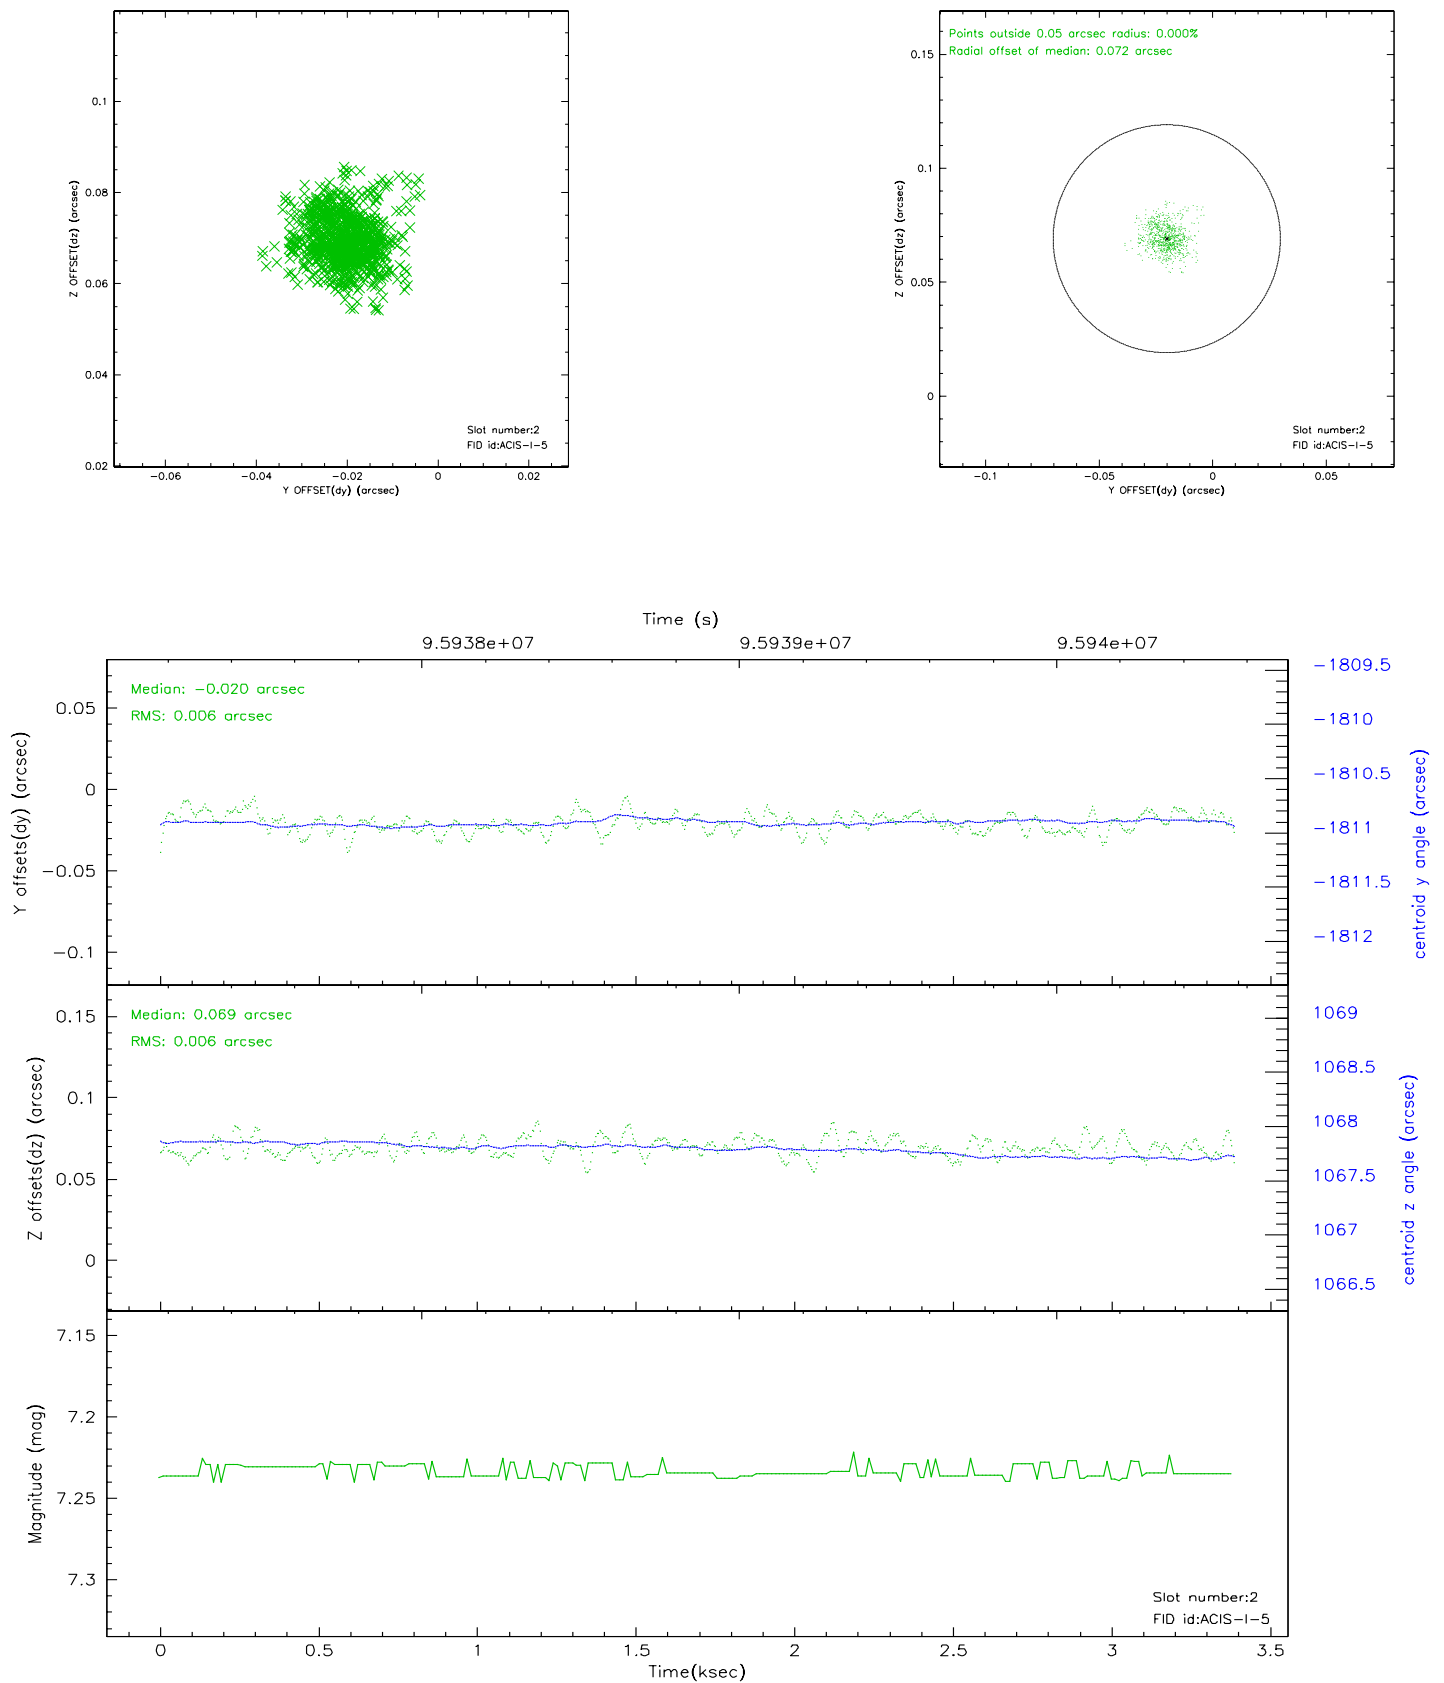 0.1
0.08
0.06
0.04
0.02
Z OFFSET(dz) (arcsec)
Slot number:2
FID id:ACIS-I-5
-0.06
-0.04
-0.02
0
0.02
Y OFFSET(dy) (arcsec)
Points outside 0.05 arcsec radius: 0.000%
Radial offset of median: 0.072 arcsec
0.15
0.1
0.05
0
Z OFFSET(dz) (arcsec)
Slot number:2
FID id:ACIS-I-5
-0.1
-0.05
0
0.05
Y OFFSET(dy) (arcsec)
Time (s)
9.5938e+07
9.5939e+07
9.594e+07
Median: -0.020 arcsec
RMS: 0.006 arcsec
0.05
0
-0.05
-0.1
Y offsets(dy) (arcsec)
-1809.5
-1810
-1810.5
-1811
-1811.5
-1812
centroid y angle (arcsec)
Median: 0.069 arcsec
RMS: 0.006 arcsec
0.15
0.1
0.05
0
Z offsets(dz) (arcsec)
1069
1068.5
1068
1067.5
1067
1066.5
centroid z angle (arcsec)
7.15
7.2
7.25
7.3
Magnitude (mag)
Slot number:2
FID id:ACIS-I-5
0
0.5
1
1.5
2
2.5
3
3.5
Time(ksec)